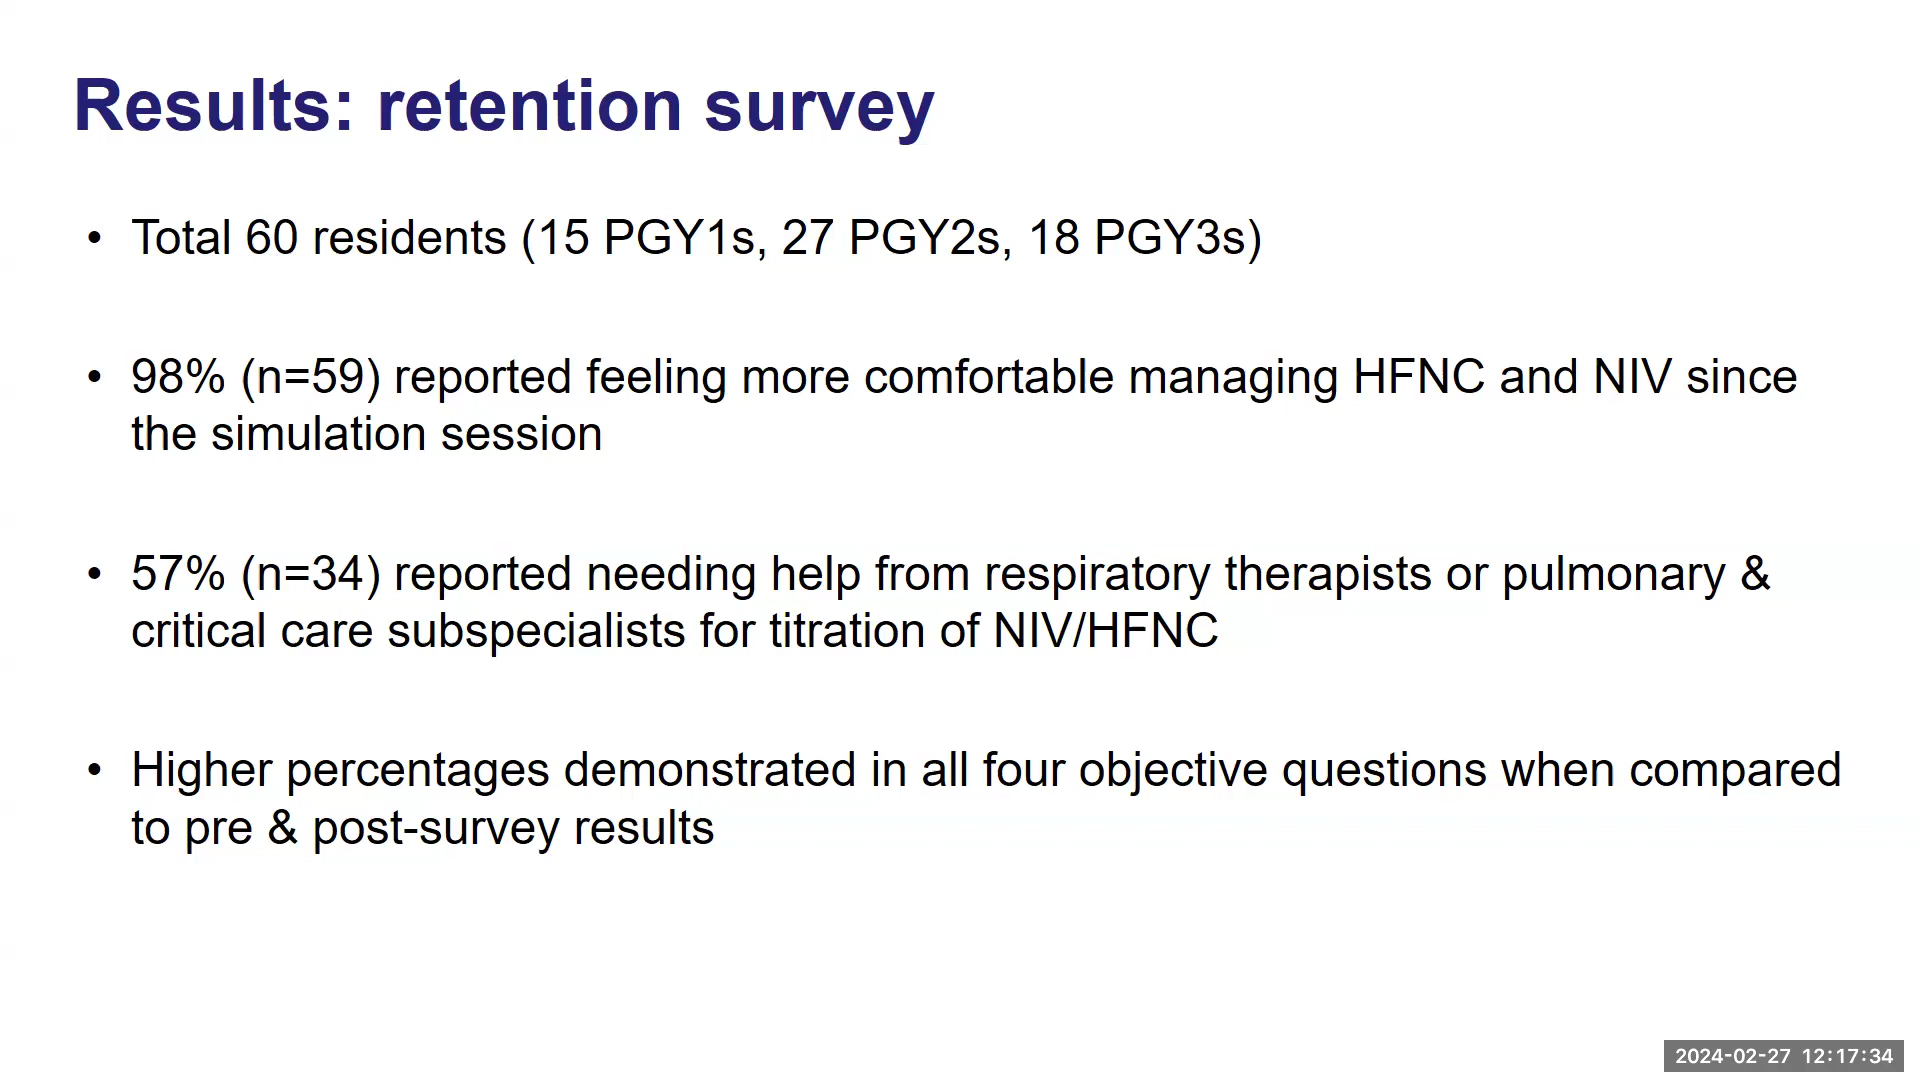 Results: retention survey
• Total 60 residents (15 PGY1s, 27 PGY2s, 18 PGY3s)
• 98% (n=59) reported feeling more comfortable managing HFNC and NIV since
the simulation session
• 57% (n=34) reported needing help from respiratory therapists or pulmonary &
critical care subspecialists for titration of NIV/HFNC
• Higher percentages demonstrated in all four objective questions when compared
to pre & post-survey results
2024-02-27 12:17:34